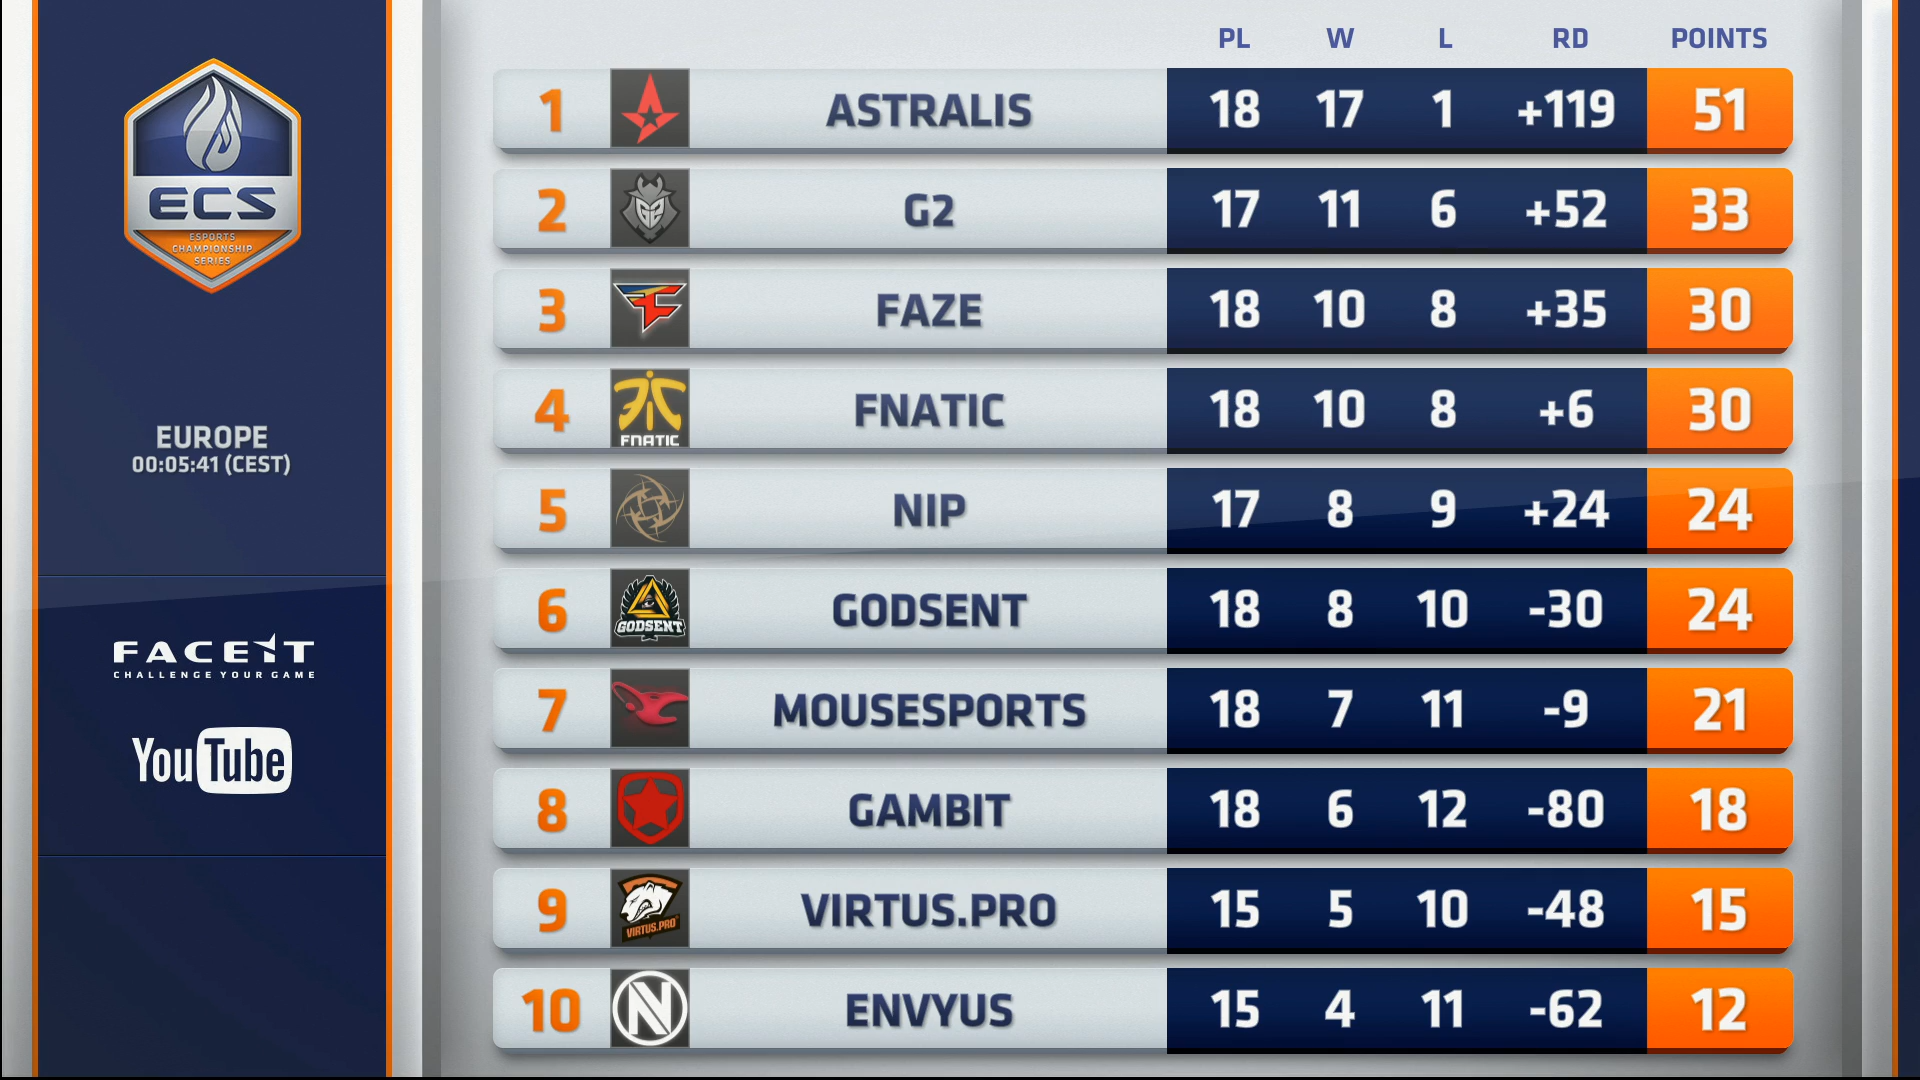 ECS
ESPORTS
CHAMPIONSHIP
SERIES
EUROPE
00:05:41 (CEST)
FACEIT
CHALLENGE YOUR GAME
YouTube
PL W L RD POINTS
1 ASTRALIS 18 17 1 +119 51
2 G2 G2 17 11 6 +52 33
3 FAZE 18 10 8 +35 30
4 FNATIC FNATIC 18 10 8 +6 30
5 NIP 17 8 9 +24 24
6 GODSENT GODSENT 18 8 10 -30 24
7 MOUSESPORTS 18 7 11 -9 21
8 GAMBIT 18 6 12 -80 18
9 VIRTUS.PRO VIRTUS.PRO 15 5 10 -48 15
10 N ENVYUS 15 4 11 -62 12